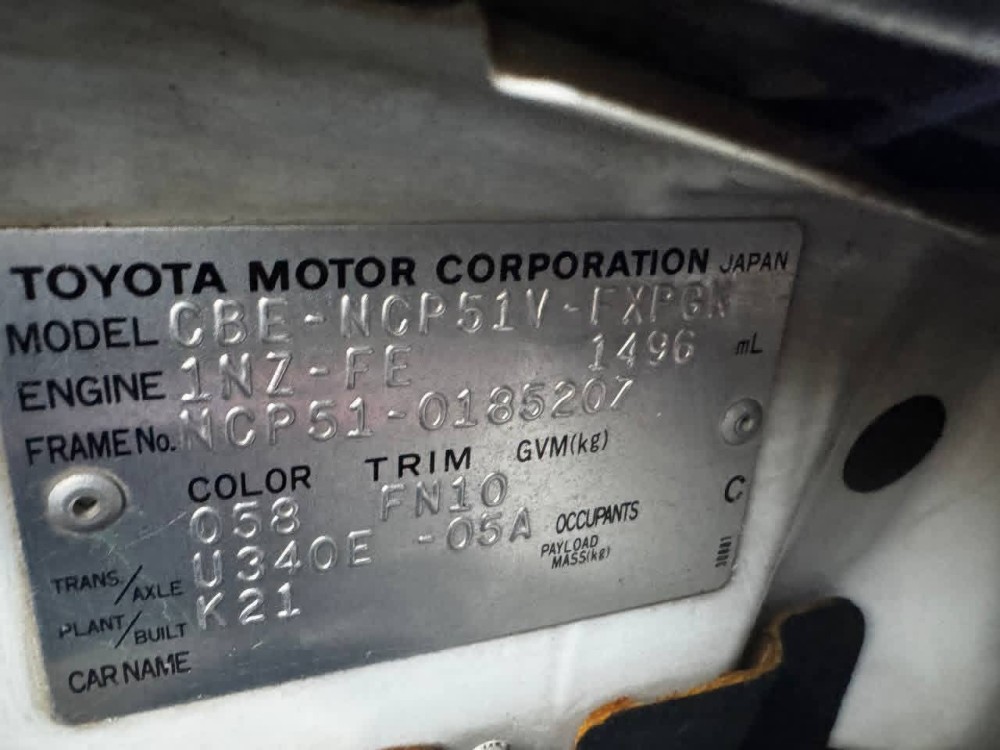 TOYOTA MOTOR CORPORATION JAPAN
MODEL CBE-NCP51V-FXPGK
ENGINE 1NZ-FE 1496 mL
FRAME No. NCP51-0185207
COLOR TRIM GVM(kg)
058 FN10 C
TRANS./AXLE U340E -05A OCCUPANTS
PAYLOAD MASS(kg)
PLANT/BUILT K21
CAR NAME